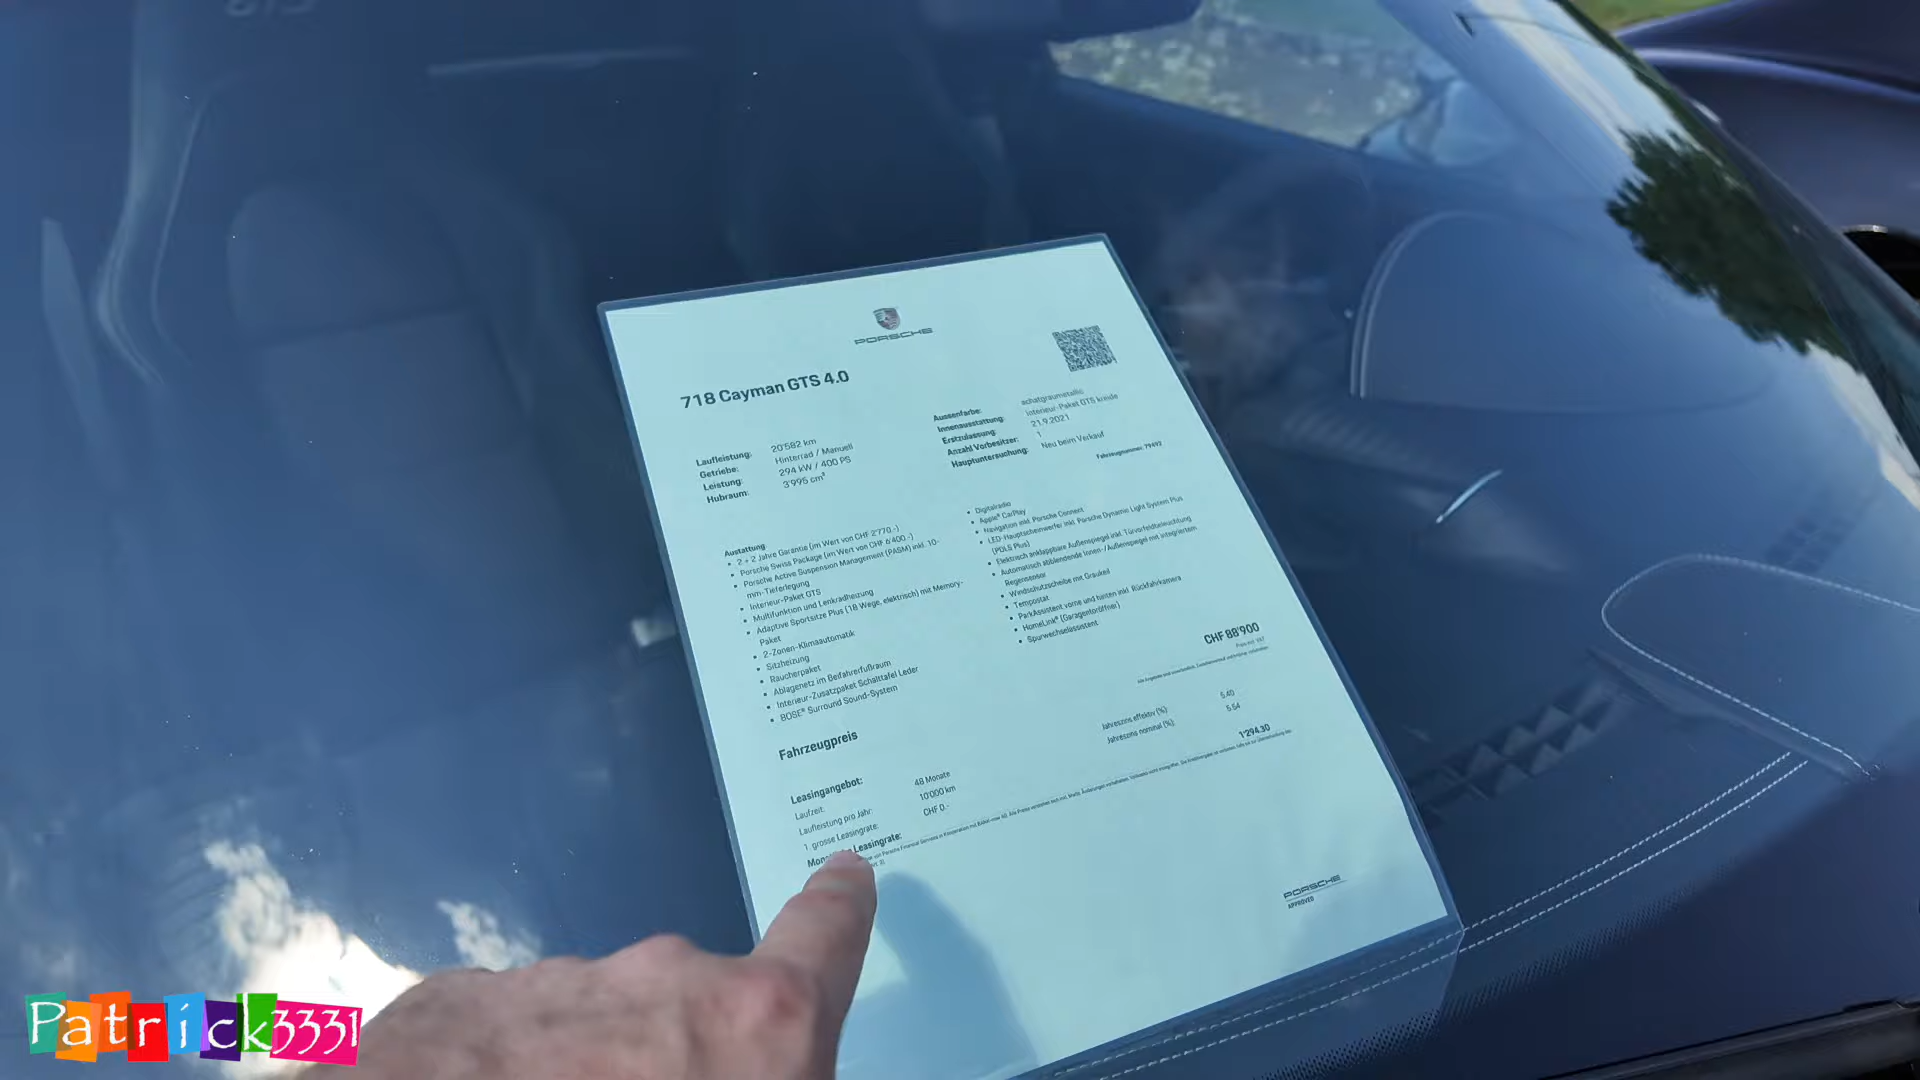 GTS
PORSCHE
718 Cayman GTS 4.0
Laufleistung: 20'582 km
Getriebe: Hinterrad / Manuell
Leistung: 294 kW / 400 PS
Hubraum: 3'995 cm³
Aussenfarbe: achatgraumetallic
Innenausstattung: Interieur-Paket GTS kreide
Erstzulassung: 21.9.2021
Anzahl Vorbesitzer: 1
Hauptuntersuchung: Neu beim Verkauf
Fahrzeugnummer: 79492
Austattung
• 2 + 2 Jahre Garantie (im Wert von CHF 2'770.-)
• Porsche Swiss Package (im Wert von CHF 6'400.-)
• Porsche Active Suspension Management (PASM) inkl. 10-
mm-Tieferlegung
• Interieur-Paket GTS
• Multifunktion und Lenkradheizung
• Adaptive Sportsitze Plus (18 Wege, elektrisch) mit Memory-
Paket
• 2-Zonen-Klimaautomatik
• Sitzheizung
• Raucherpaket
• Ablagenetz im Beifahrerfußraum
• Interieur-Zusatzpaket Schalttafel Leder
• BOSE® Surround Sound-System
• Digitalradio
• Apple® CarPlay
• Navigation inkl. Porsche Connect
• LED-Hauptscheinwerfer inkl. Porsche Dynamic Light System Plus
(PDLS Plus)
• Elektrisch anklappbare Außenspiegel inkl. Türvorfeldbeleuchtung
• Automatisch abblendende Innen-/Außenspiegel mit integriertem
Regensensor
• Windschutzscheibe mit Graukeil
• Tempostat
• ParkAssistent vorne und hinten inkl. Rückfahrkamera
• HomeLink® (Garagentoröffner)
• Spurwechselassistent
Fahrzeugpreis CHF 88'900
Leasingangebot:
Laufzeit: 48 Monate
Laufleistung pro Jahr: 10'000 km
1. grosse Leasingrate: CHF 0.-
Jahreszins effektiv (%): 5.40
Jahreszins nominal (%): 5.54
Leasingrate: 1'294.30
PORSCHE
APPROVED
Patrick3331